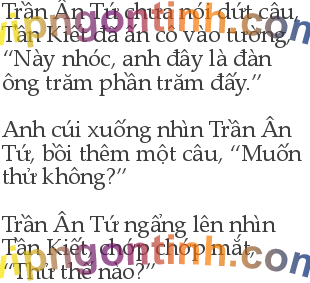 Trần Ân Tứ chưa nói dứt câu,
Tần Kiết đã ấn cô vào tường,
“Này nhóc, anh đây là đàn
ông trăm phần trăm đấy.”
Anh cúi xuống nhìn Trần Ân
Tứ, bồi thêm một câu, “Muốn
thử không?”
Trần Ân Tứ ngẩng lên nhìn
Tần Kiết, chớp chớp mắt,
“Thử thế nào?”